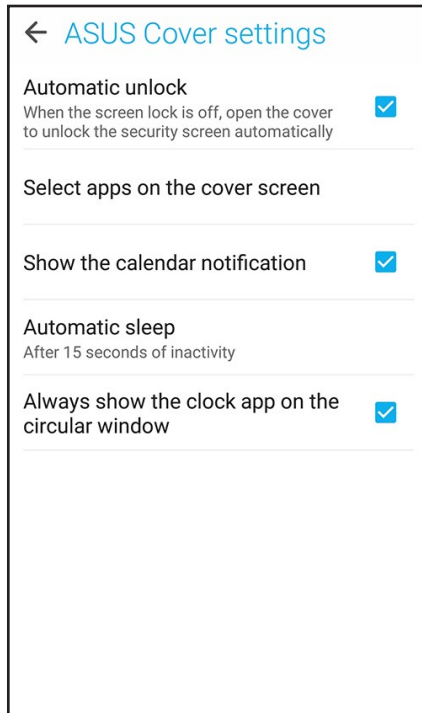 ASUS Cover settings
Automatic unlock
When the screen lock is off, open the cover
to unlock the security screen automatically
Select apps on the cover screen
Show the calendar notification
Automatic sleep
After 15 seconds of inactivity
Always show the clock app on the
circular window